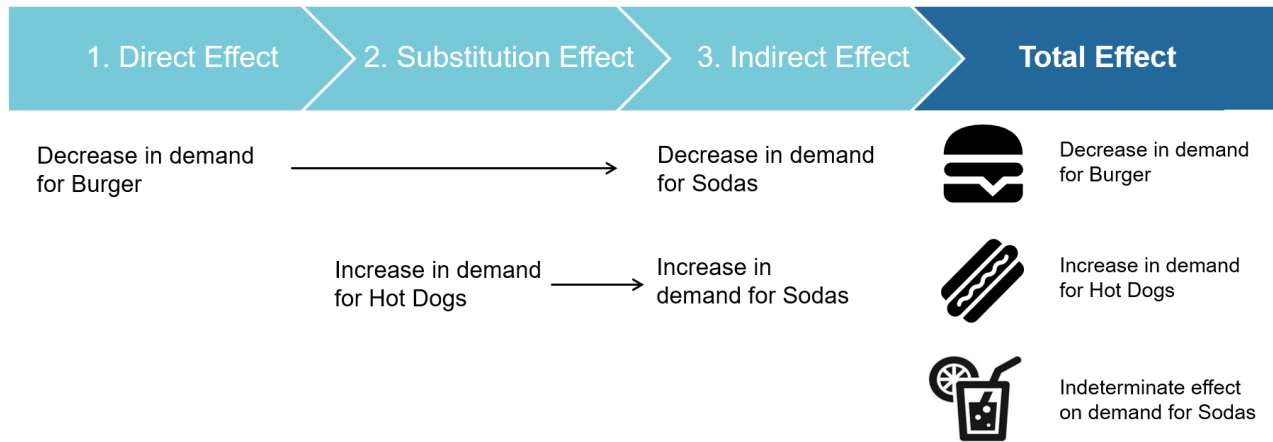 1. Direct Effect
2. Substitution Effect
3. Indirect Effect
Total Effect
Decrease in demand
for Burger
Decrease in demand
for Sodas
Decrease in demand
for Burger
Increase in demand
for Hot Dogs
Increase in
demand for Sodas
Increase in demand
for Hot Dogs
Indeterminate effect
on demand for Sodas